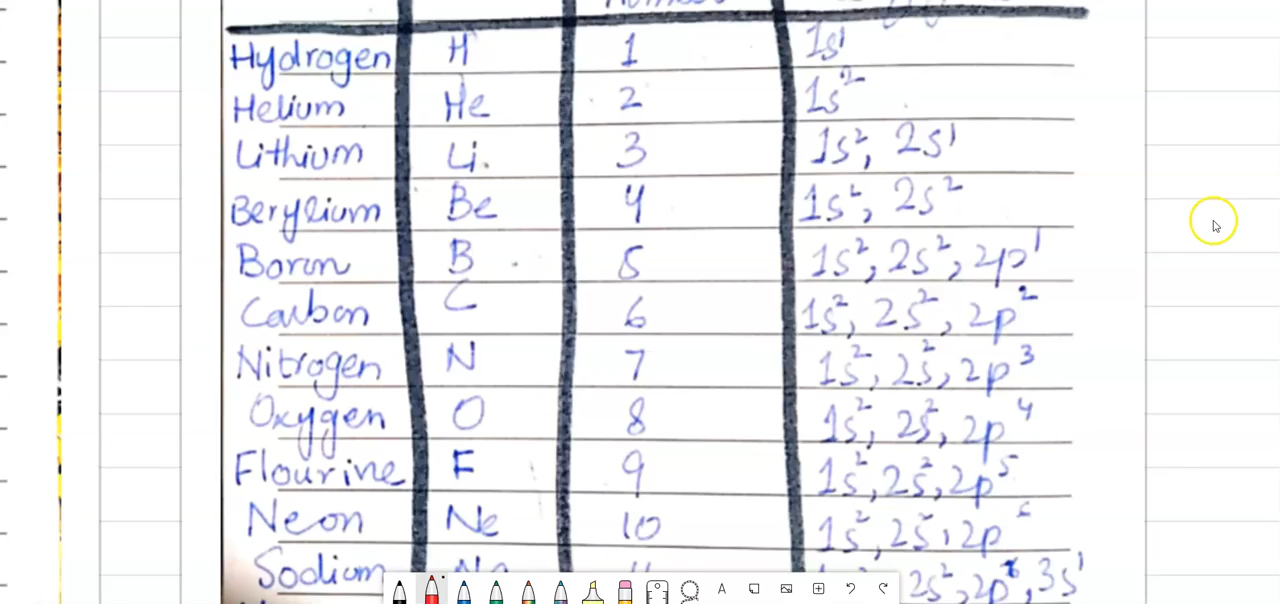 Hydrogen H 1 1s¹
Helium He 2 1s²
Lithium Li. 3 1s², 2s¹
Berylium Be 4 1s², 2s²
Boron B 5 1s², 2s², 2p¹
Carbon C 6 1s², 2s², 2p²
Nitrogen N 7 1s², 2s², 2p³
Oxygen O 8 1s², 2s², 2p⁴
Flourine F 9 1s², 2s², 2p⁵
Neon Ne 10 1s², 2s², 2p⁶
Sodium 2s², 2p⁶, 3s¹